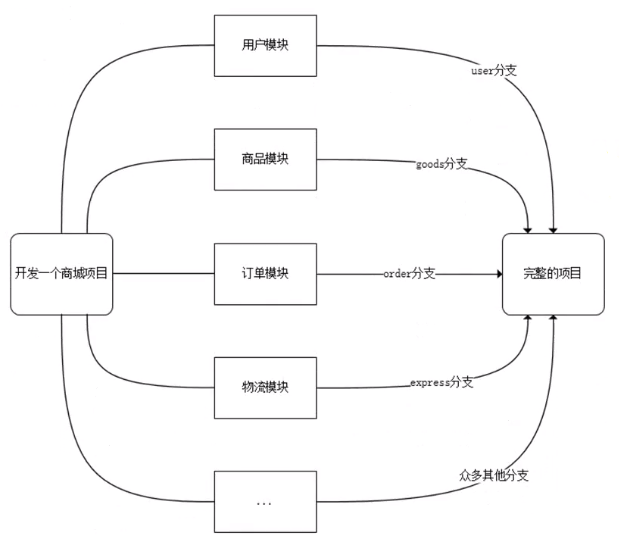 用户模块
user分支
商品模块
goods分支
开发一个商城项目
订单模块
order分支
完整的项目
物流模块
express分支
众多其他分支
...